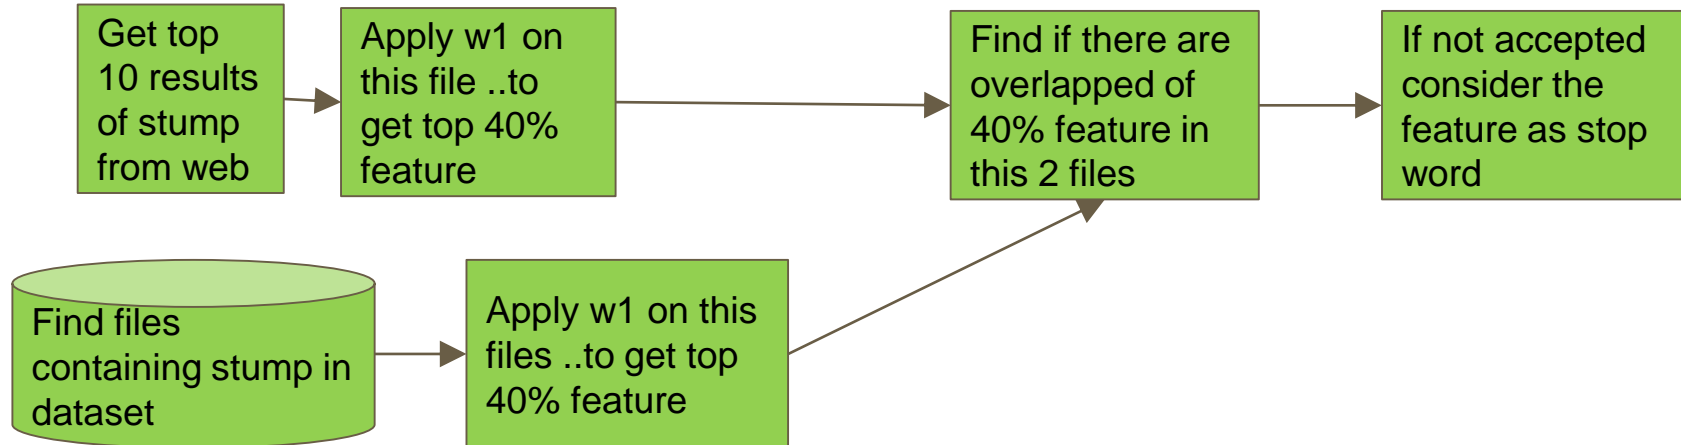 Get top
10 results
of stump
from web
Apply w1 on
this file ..to
get top 40%
feature
Find if there are
overlapped of
40% feature in
this 2 files
If not accepted
consider the
feature as stop
word
Find files
containing stump in
dataset
Apply w1 on this
files ..to get top
40% feature